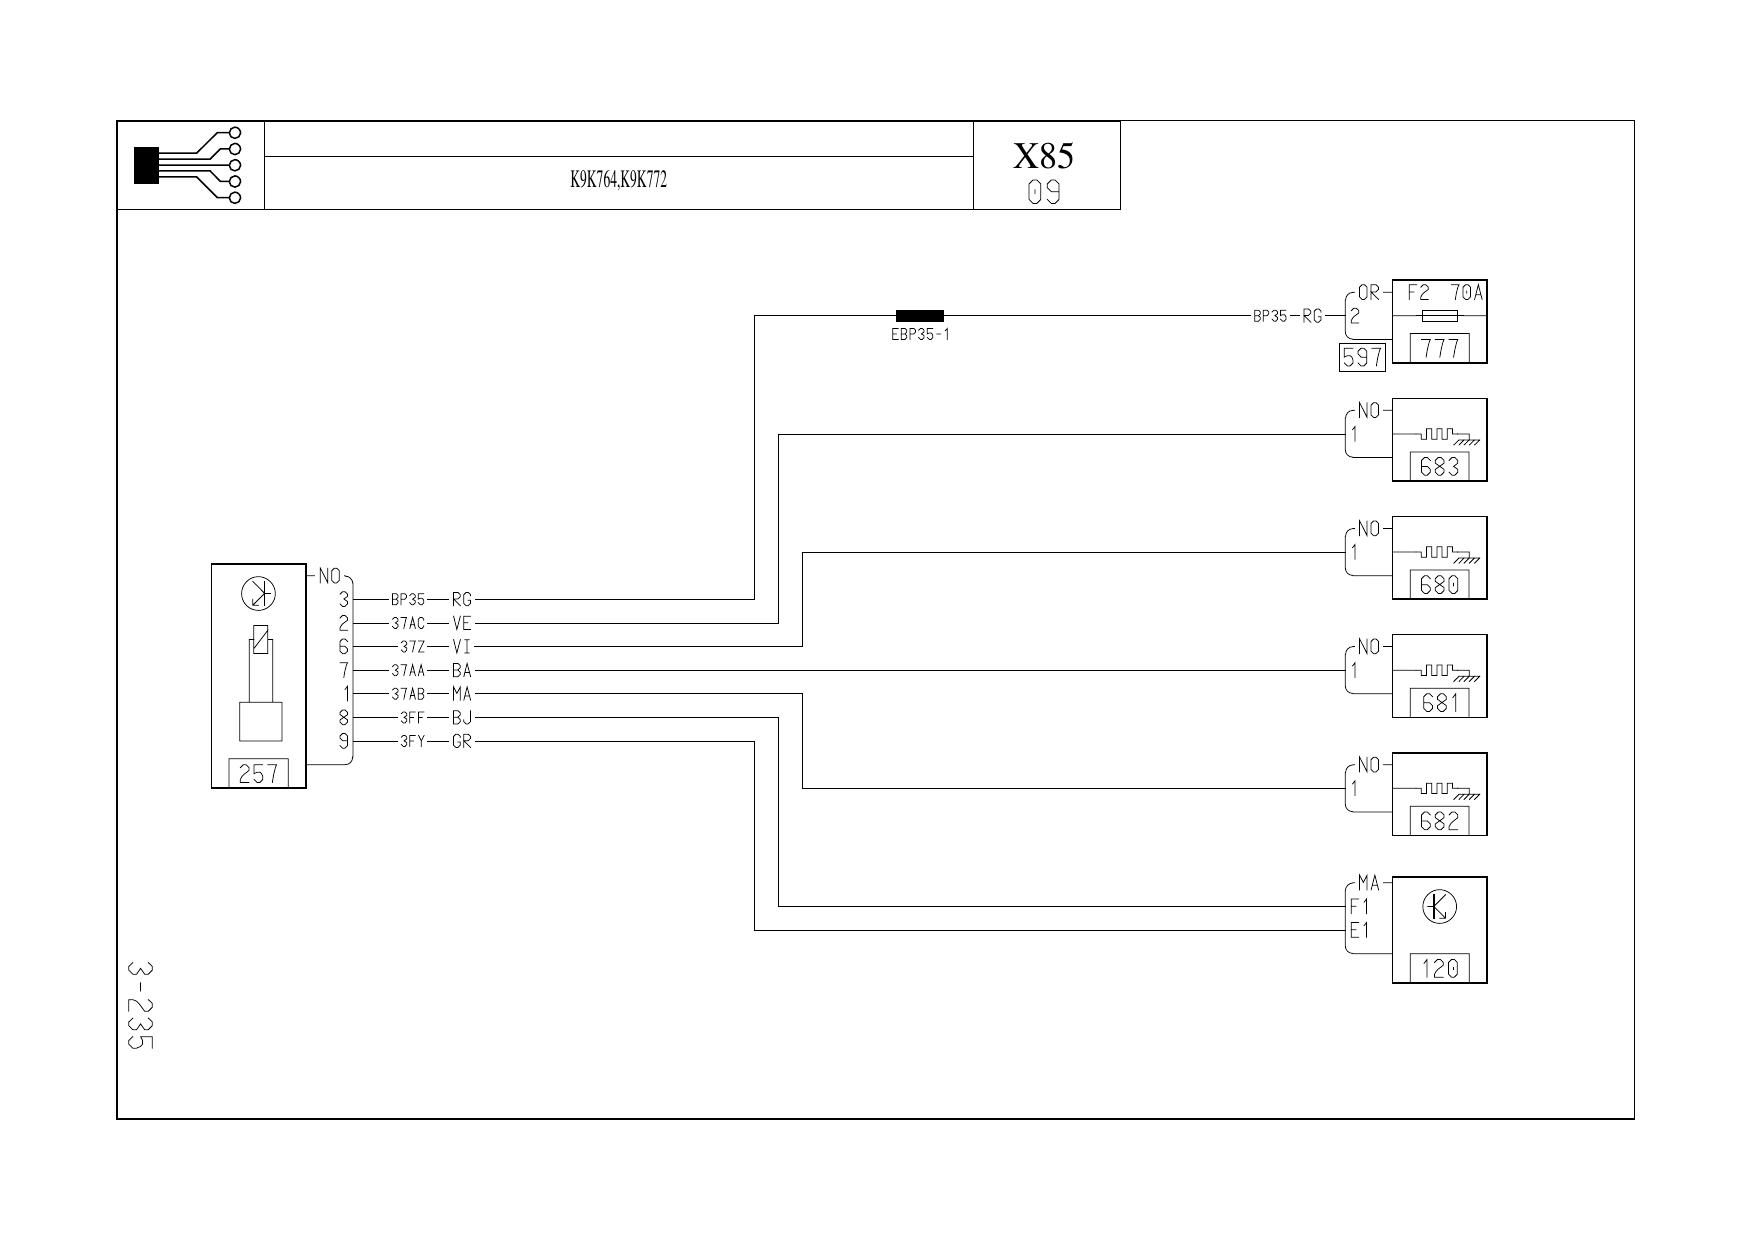 K9K764,K9K772
X85
09
OR
F2 70A
BP35 RG 2
EBP35-1
777
597
NO
1
683
NO
1
680
NO
3 BP35 RG
2 37AC VE
6 37Z VI
7 37AA BA
1 37AB MA
8 3FF BJ
9 3FY GR
257
NO
1
681
NO
1
682
MA
F1
E1
120
3-235